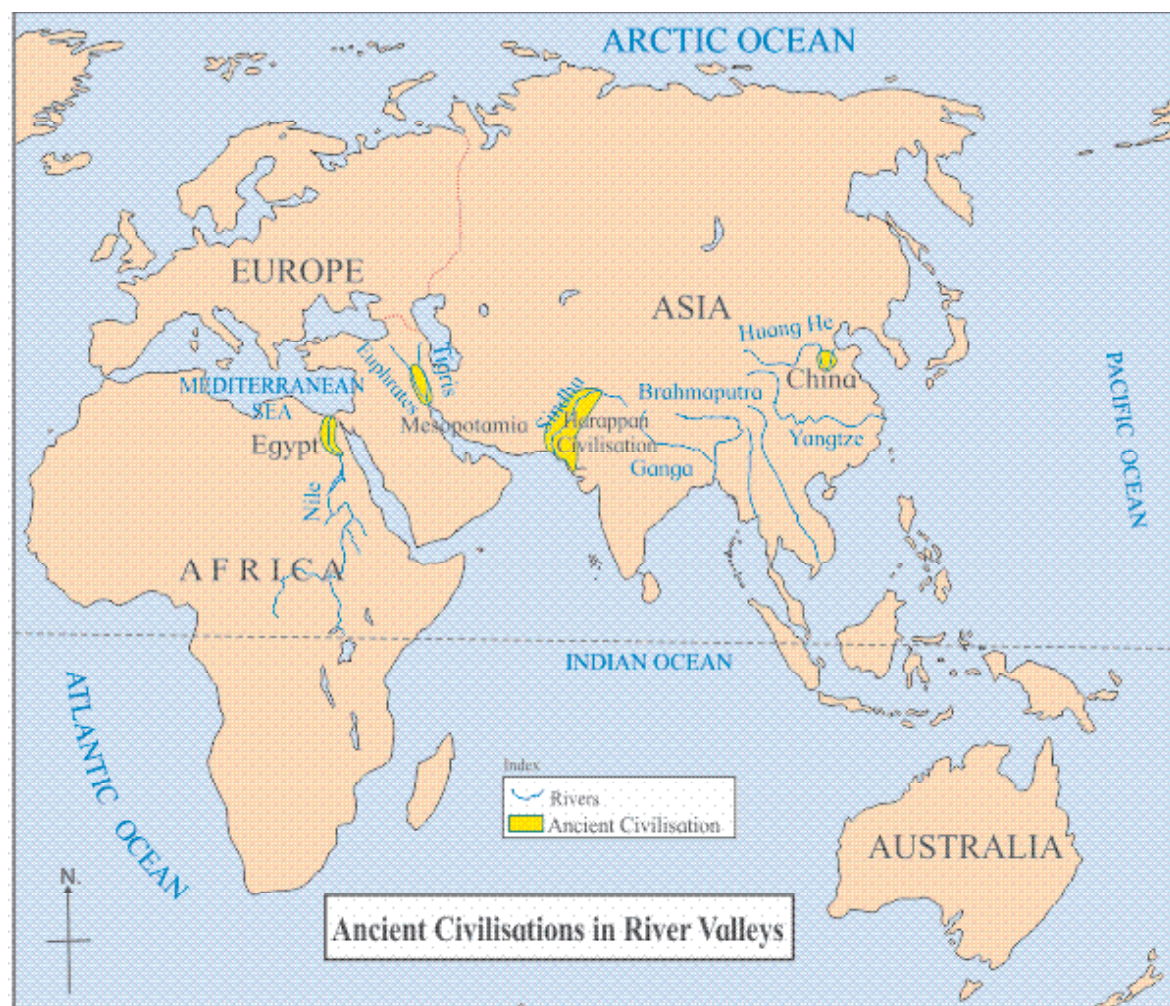 ARCTIC OCEAN
EUROPE
ASIA
Huang He
China
Tigris
Euphrates
MEDITERRANEAN
SEA
Brahmaputra
Sindhu
Mesopotamia
Harappan
Civilisation
Yangtze
Egypt
Ganga
Nile
PACIFIC OCEAN
AFRICA
INDIAN OCEAN
ATLANTIC OCEAN
Index
Rivers
Ancient Civilisation
AUSTRALIA
N.
Ancient Civilisations in River Valleys